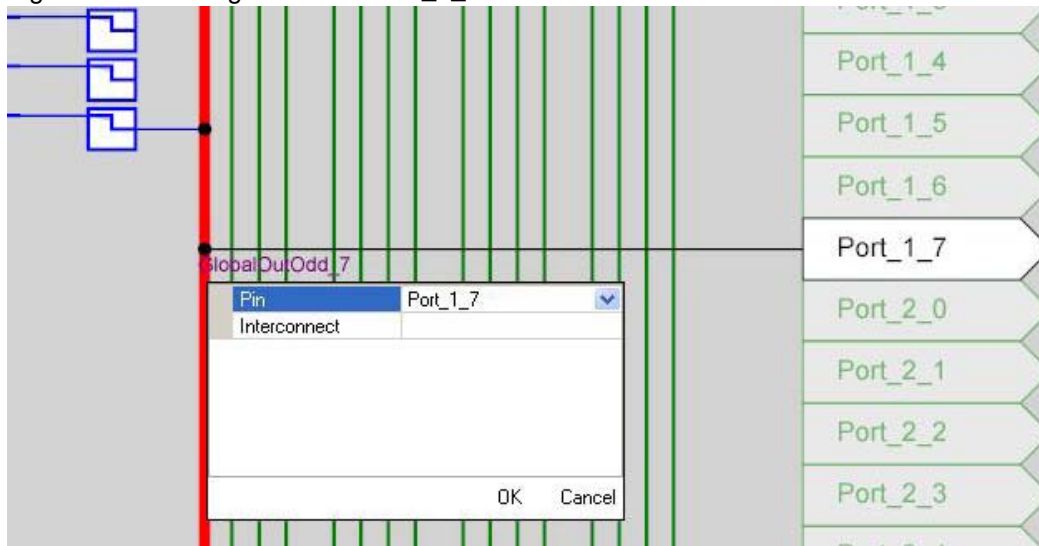 Port_1_4
Port_1_5
Port_1_6
Port_1_7
GlobalOutOdd_7
Pin Port_1_7
Interconnect
Port_2_0
Port_2_1
Port_2_2
OK Cancel
Port_2_3